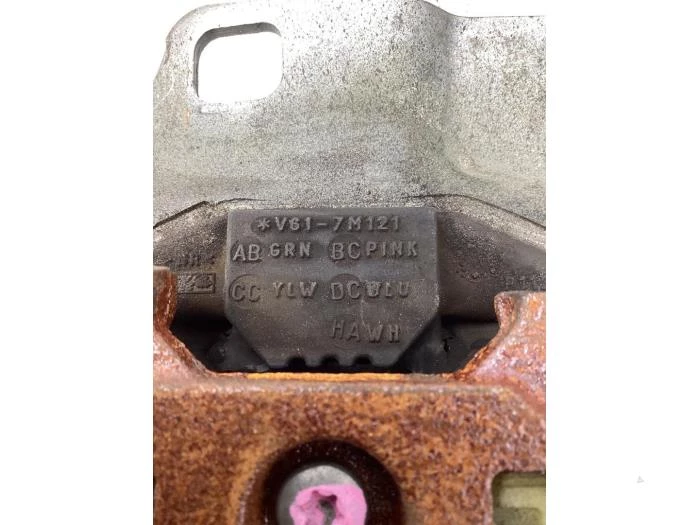 *V61-7M121
AB GRN BC PINK
CC YLW DC BLU
HAWH